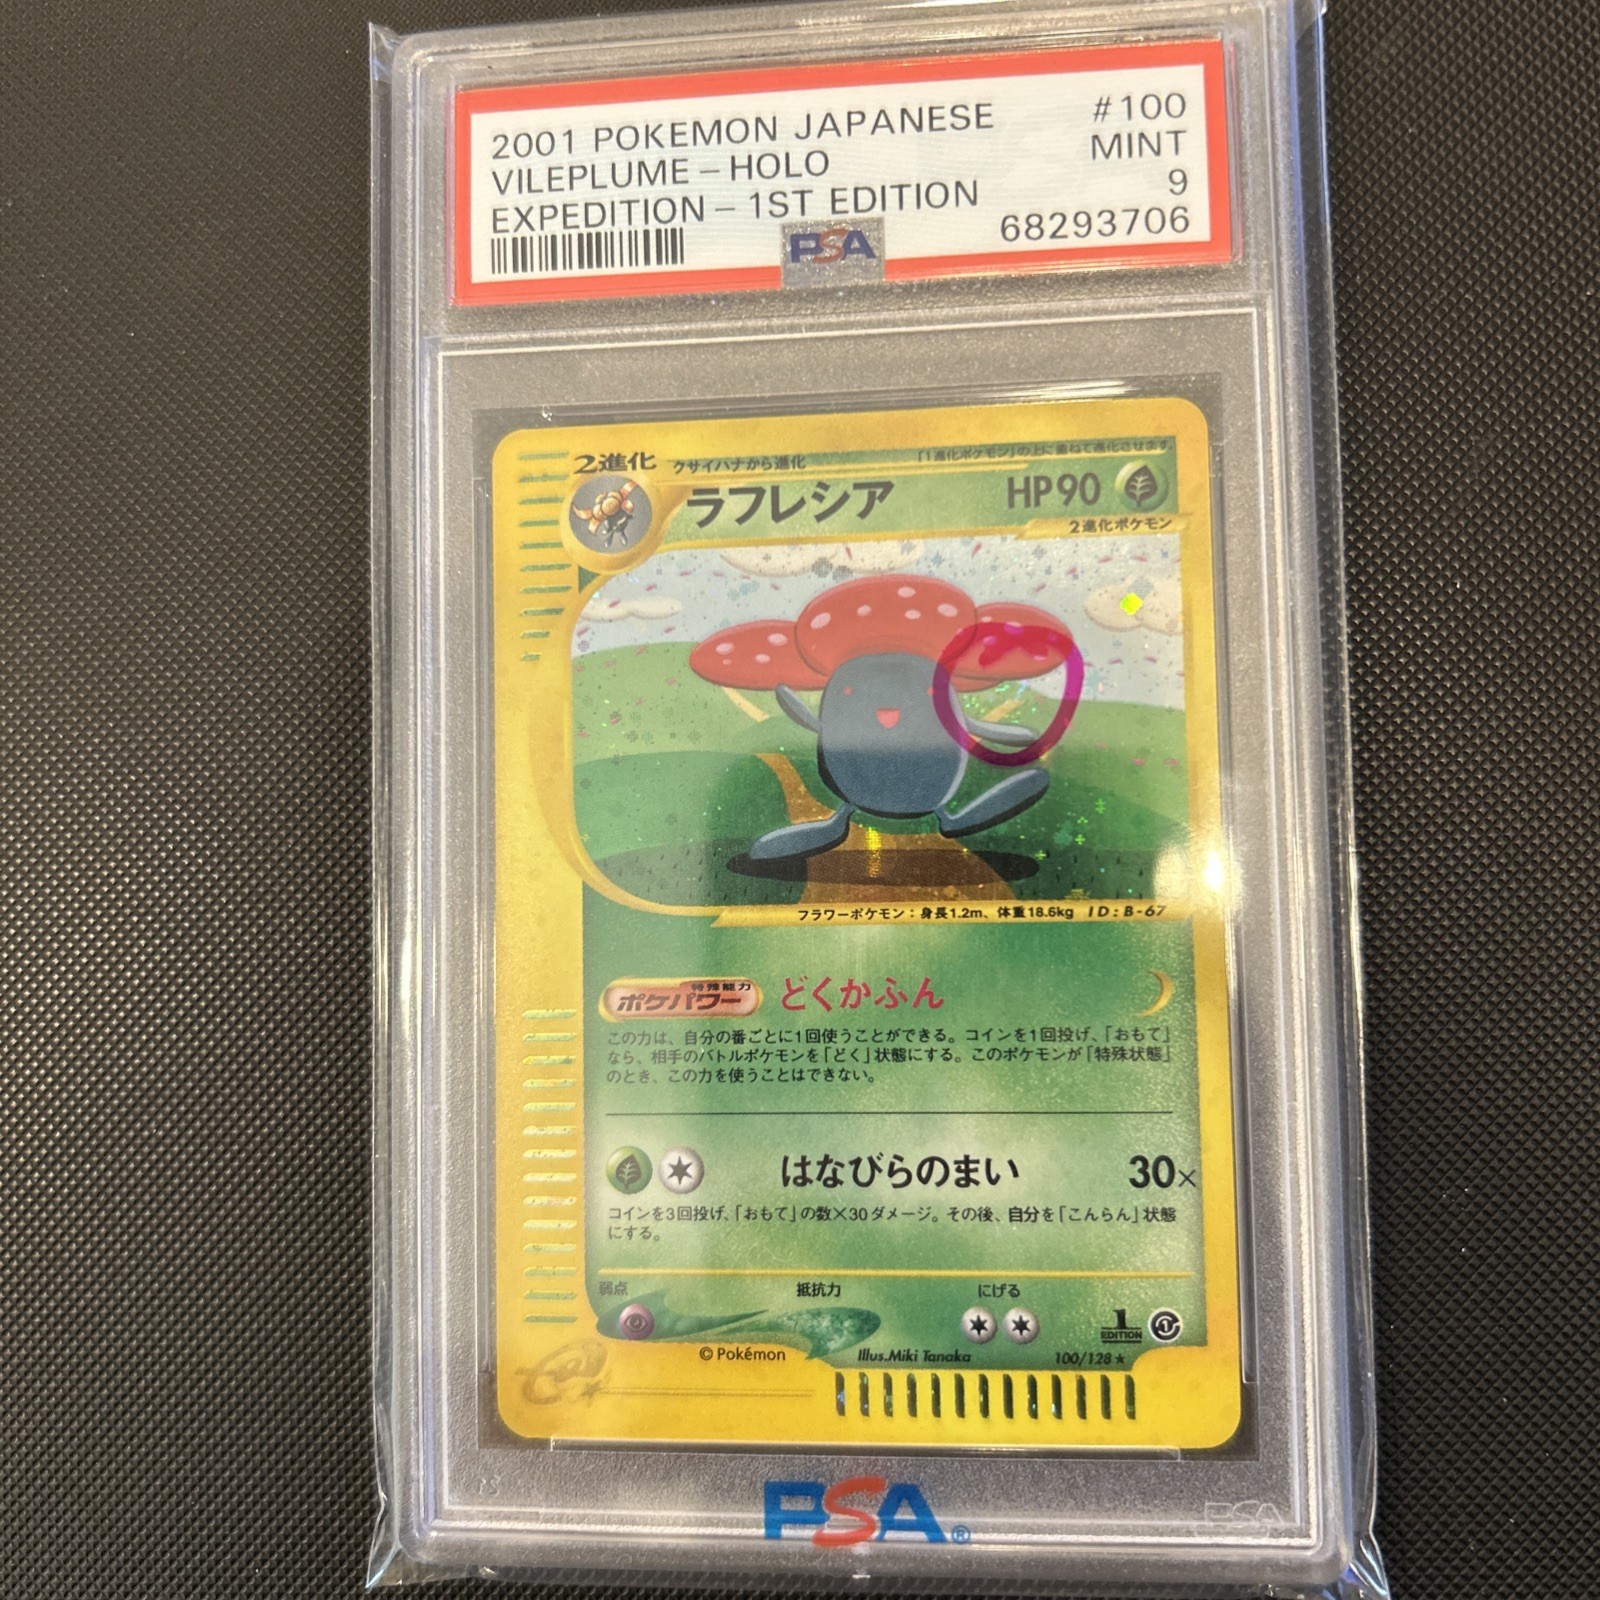 2001 POKEMON JAPANESE #100
VILEPLUME - HOLO MINT
EXPEDITION - 1ST EDITION 9
68293706
PSA
2進化 クサイハナから進化 「1進化ポケモン」の上に重ねて進化させます。
ラフレシア HP90
2進化ポケモン
フラワーポケモン：身長1.2m、体重18.6kg ID:B-67
ポケパワー 特殊能力 どくかふん
この力は、自分の番ごとに1回使うことができる。コインを1回投げ、「おもて」
なら、相手のバトルポケモンを「どく」状態にする。このポケモンが「特殊状態」
のとき、この力を使うことはできない。
はなびらのまい 30×
コインを3回投げ、「おもて」の数×30ダメージ。その後、自分を「こんらん」状態
にする。
弱点 抵抗力 にげる
1 EDITION
©Pokémon Illus.Miki Tanaka 100/128★
PSA®
PSA